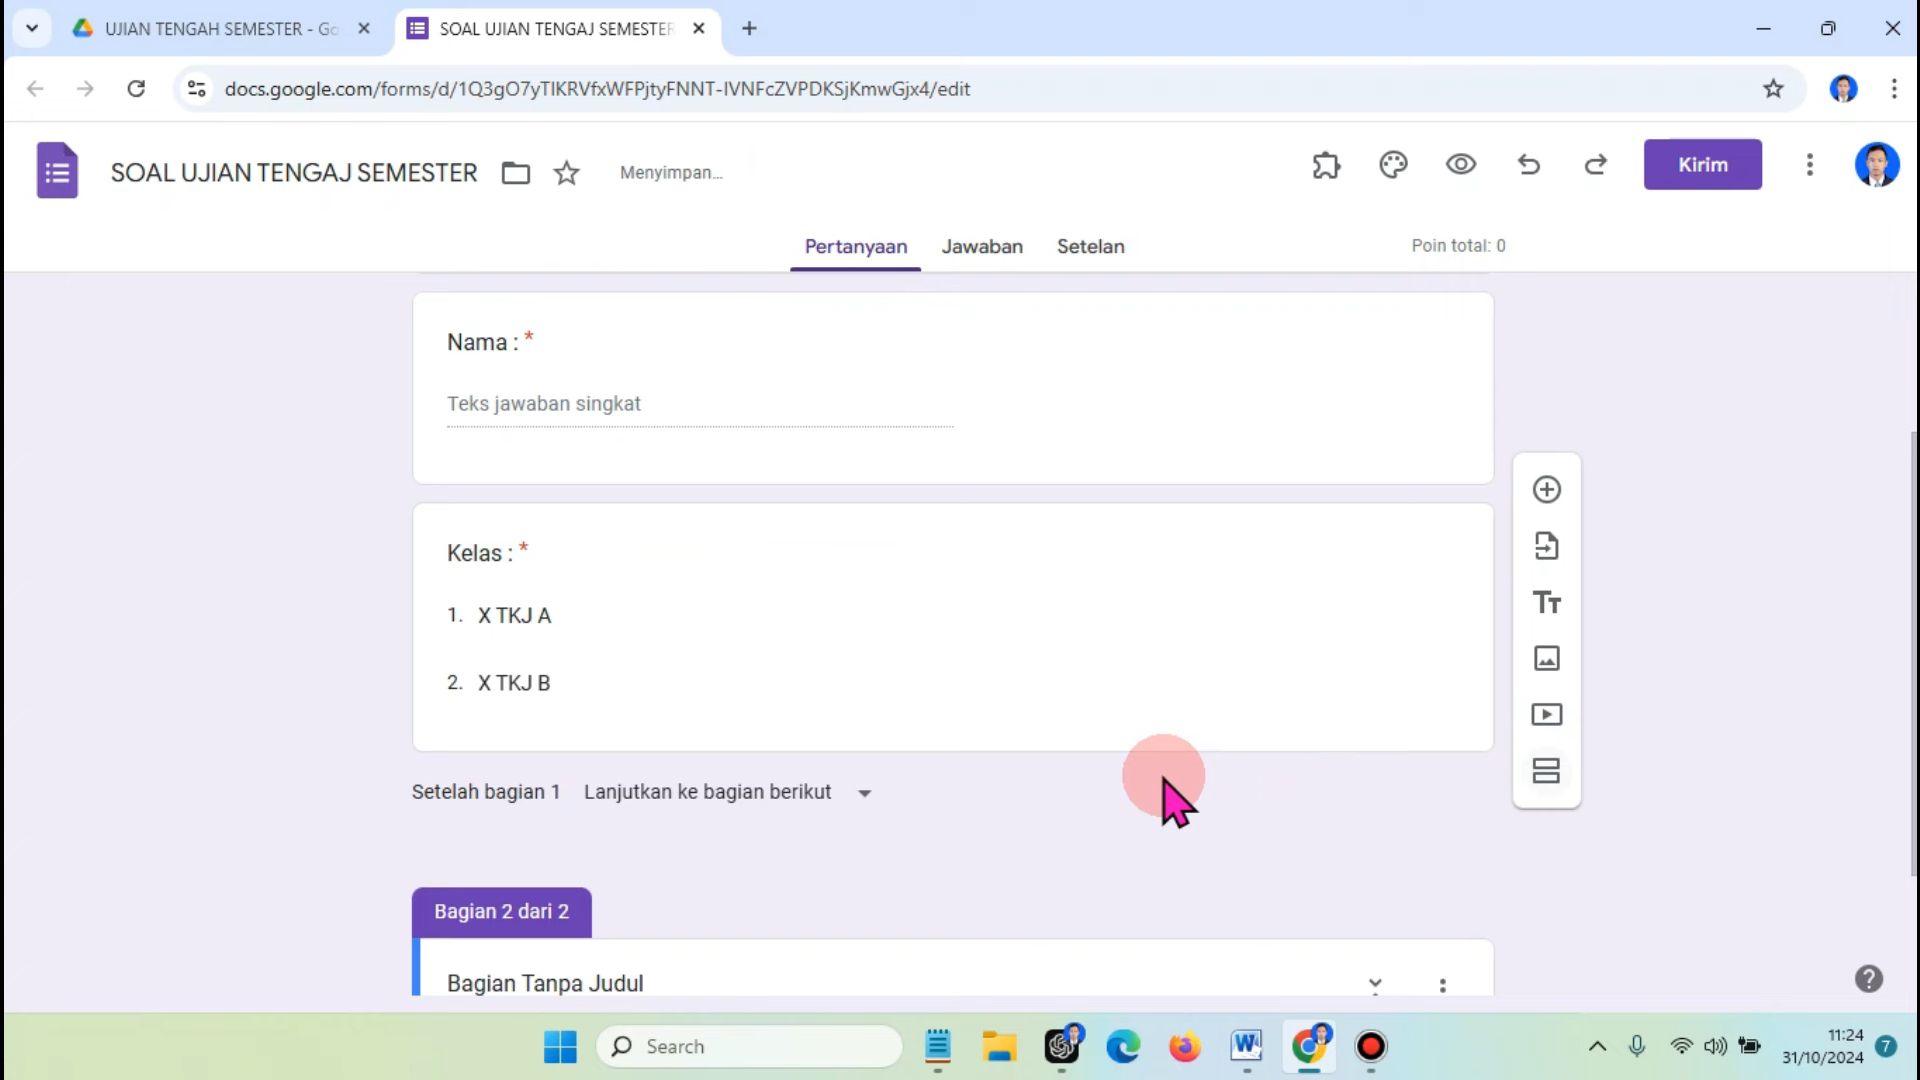 UJIAN TENGAH SEMESTER - Go
SOAL UJIAN TENGAJ SEMESTER
docs.google.com/forms/d/1Q3gO7yTIKRVfxWFPjtyFNNT-IVNFcZVPDKSjKmwGjx4/edit
SOAL UJIAN TENGAJ SEMESTER
Menyimpan...
Kirim
Pertanyaan
Jawaban
Setelan
Poin total: 0
Nama : *
Teks jawaban singkat
Kelas : *
1. X TKJ A
2. X TKJ B
Setelah bagian 1 Lanjutkan ke bagian berikut
Bagian 2 dari 2
Bagian Tanpa Judul
Search
11:24
31/10/2024
7